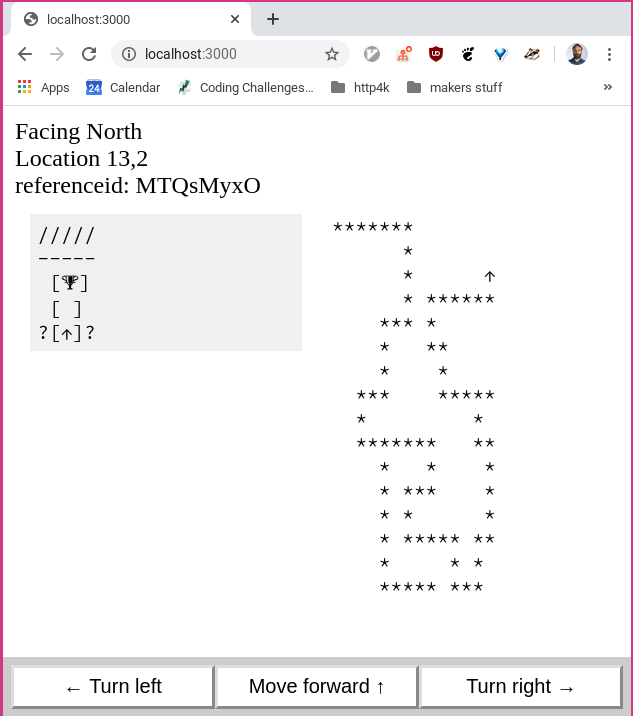 localhost:3000
localhost:3000
Apps 24 Calendar Coding Challenges… http4k makers stuff »
Facing North
Location 13,2
referenceid: MTQsMyxO
/////
-----
 [🏆]
 [ ]
?[↑]?
*******
      *
      *      ↑
      * ******
    *** *
    *   **
    *    *
  ***    *****
  *         *
  *******   **
    *   *    *
    * ***    *
    * *      *
    * ***** **
    *     * *
    ***** ***
← Turn left
Move forward ↑
Turn right →